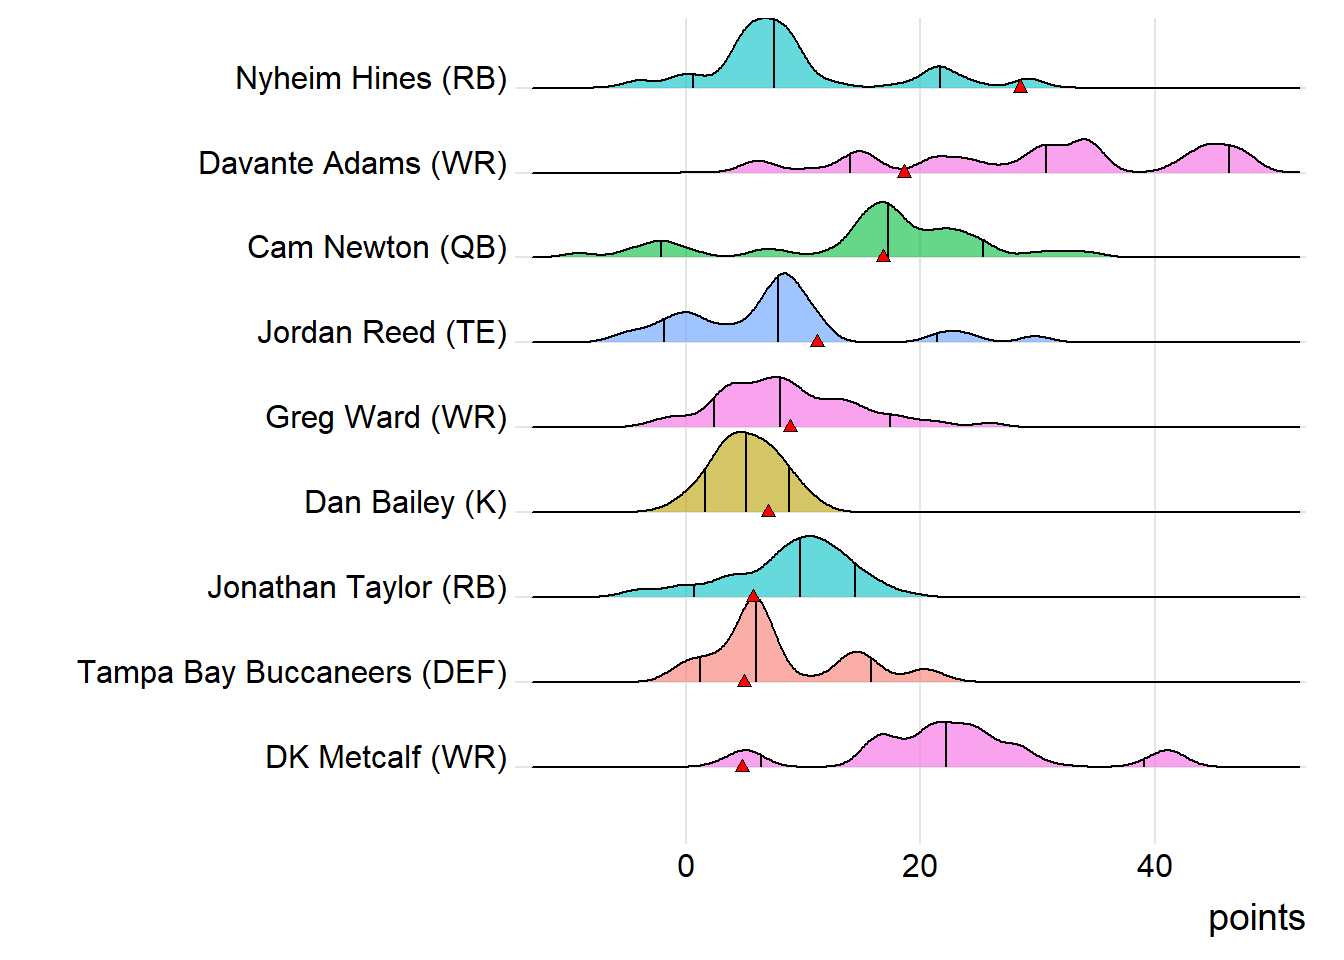 Nyheim Hines (RB)
Davante Adams (WR)
Cam Newton (QB)
Jordan Reed (TE)
Greg Ward (WR)
Dan Bailey (K)
Jonathan Taylor (RB)
Tampa Bay Buccaneers (DEF)
DK Metcalf (WR)
0 20 40
points